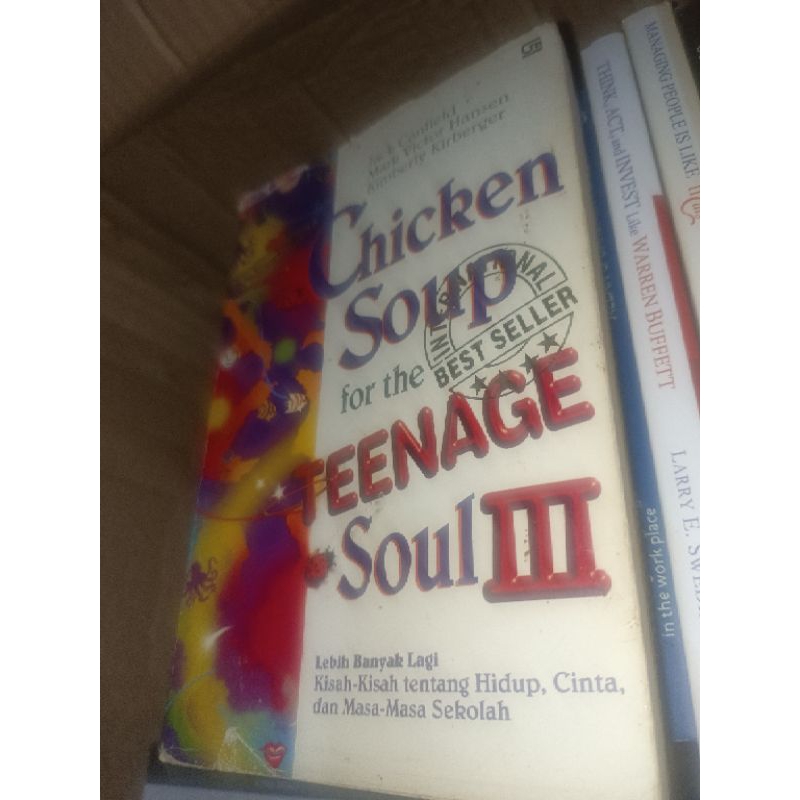 Jack Canfield
Mark Victor Hansen
Kimberly Kirberger
Chicken
Soup
for the
TEENAGE
Soul III
INTERNATIONAL
BEST SELLER
Lebih Banyak Lagi
Kisah-Kisah tentang Hidup, Cinta,
dan Masa-Masa Sekolah
in the work place
THINK, ACT, and INVEST Like WARREN BUFFETT
LARRY E.
MANAGING PEOPLE IS LIKE